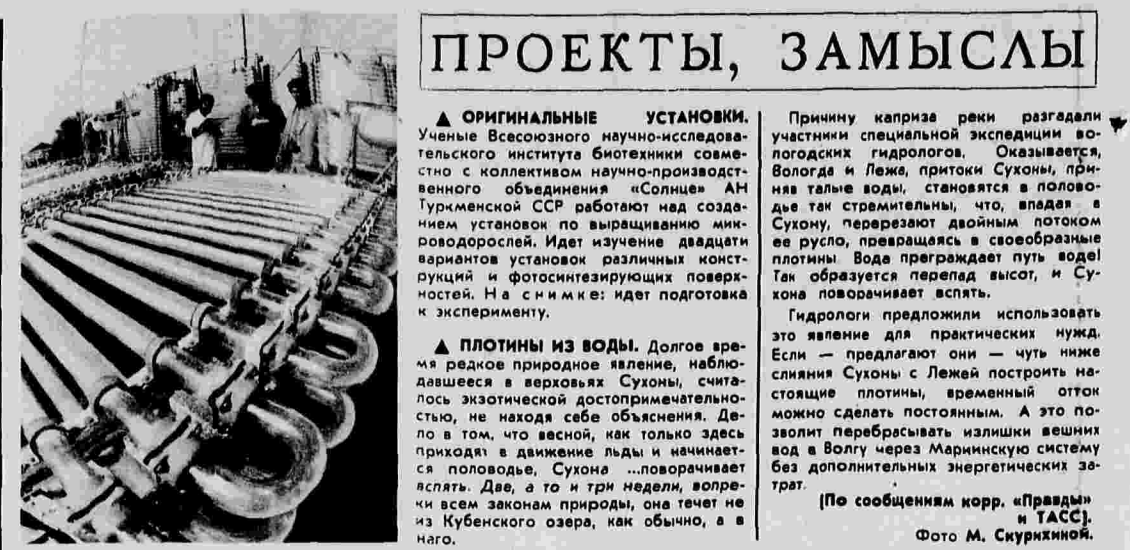 ПРОЕКТЫ, ЗАМЫСЛЫ
▲ ОРИГИНАЛЬНЫЕ УСТАНОВКИ.
Ученые Всесоюзного научно-исследова-
тельского института биотехники совме-
стно с коллективом научно-производст-
венного объединения «Солнце» АН
Туркменской ССР работают над созда-
нием установок по выращиванию мик-
роводорослей. Идет изучение двадцати
вариантов установок различных конст-
рукций и фотосинтезирующих поверх-
ностей. На снимке: идет подготовка
к эксперименту.
▲ ПЛОТИНЫ ИЗ ВОДЫ. Долгое вре-
мя редкое природное явление, наблю-
давшееся в верховьях Сухоны, счита-
лось экзотической достопримечательно-
стью, не находя себе объяснения. Де-
ло в том, что весной, как только здесь
приходят в движение льды и начинает-
ся половодье, Сухона ...поворачивает
вспять. Две, а то и три недели, вопре-
ки всем законам природы, она течет не
из Кубенского озера, как обычно, а в
наго.
Причину каприза реки разгадали
участники специальной экспедиции во-
логодских гидрологов. Оказывается,
Вологда и Лежа, притоки Сухоны, при-
няв талые воды, становятся в полово-
дье так стремительны, что, впадая в
Сухону, перерезают двойным потоком
ее русло, превращаясь в своеобразные
плотины Вода преграждает путь воде!
Так образуется перепад высот, и Су-
хона поворачивает вспять.
Гидрологи предложили использовать
это явление для практических нужд.
Если — предлагают они — чуть ниже
слияния Сухоны с Лежей построить на-
стоящие плотины, временный отток
можно сделать постоянным. А это по-
зволит перебрасывать излишки вешних
вод в Волгу через Мариинскую систему
без дополнительных энергетических за-
трат.
(По сообщениям корр. «Правды»
и ТАСС).
Фото М. Скурихиной.